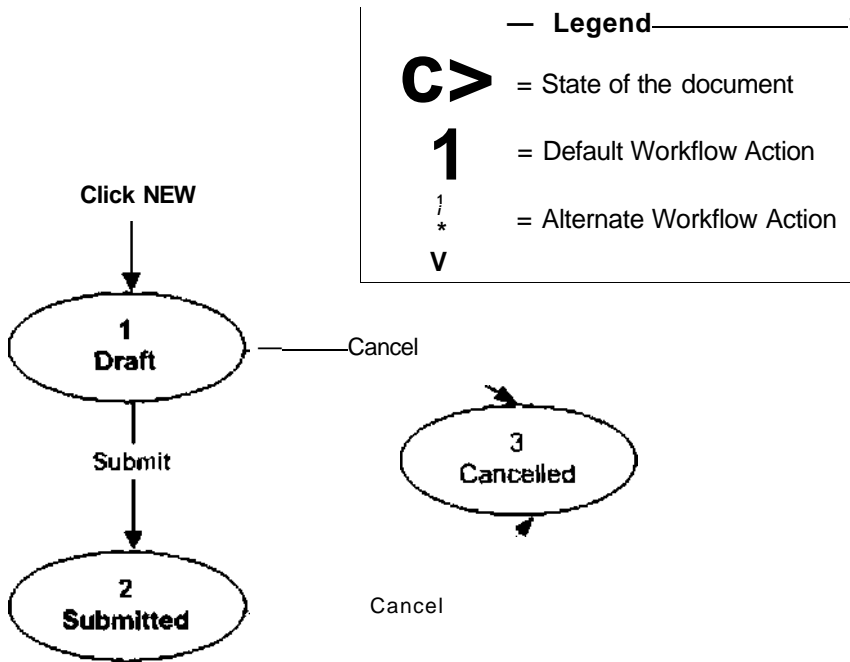 — Legend
C> = State of the document
1 = Default Workflow Action
1
i
*
V
= Alternate Workflow Action
Click NEW
1
Draft
Cancel
Submit
3
Cancelled
2
Submitted
Cancel